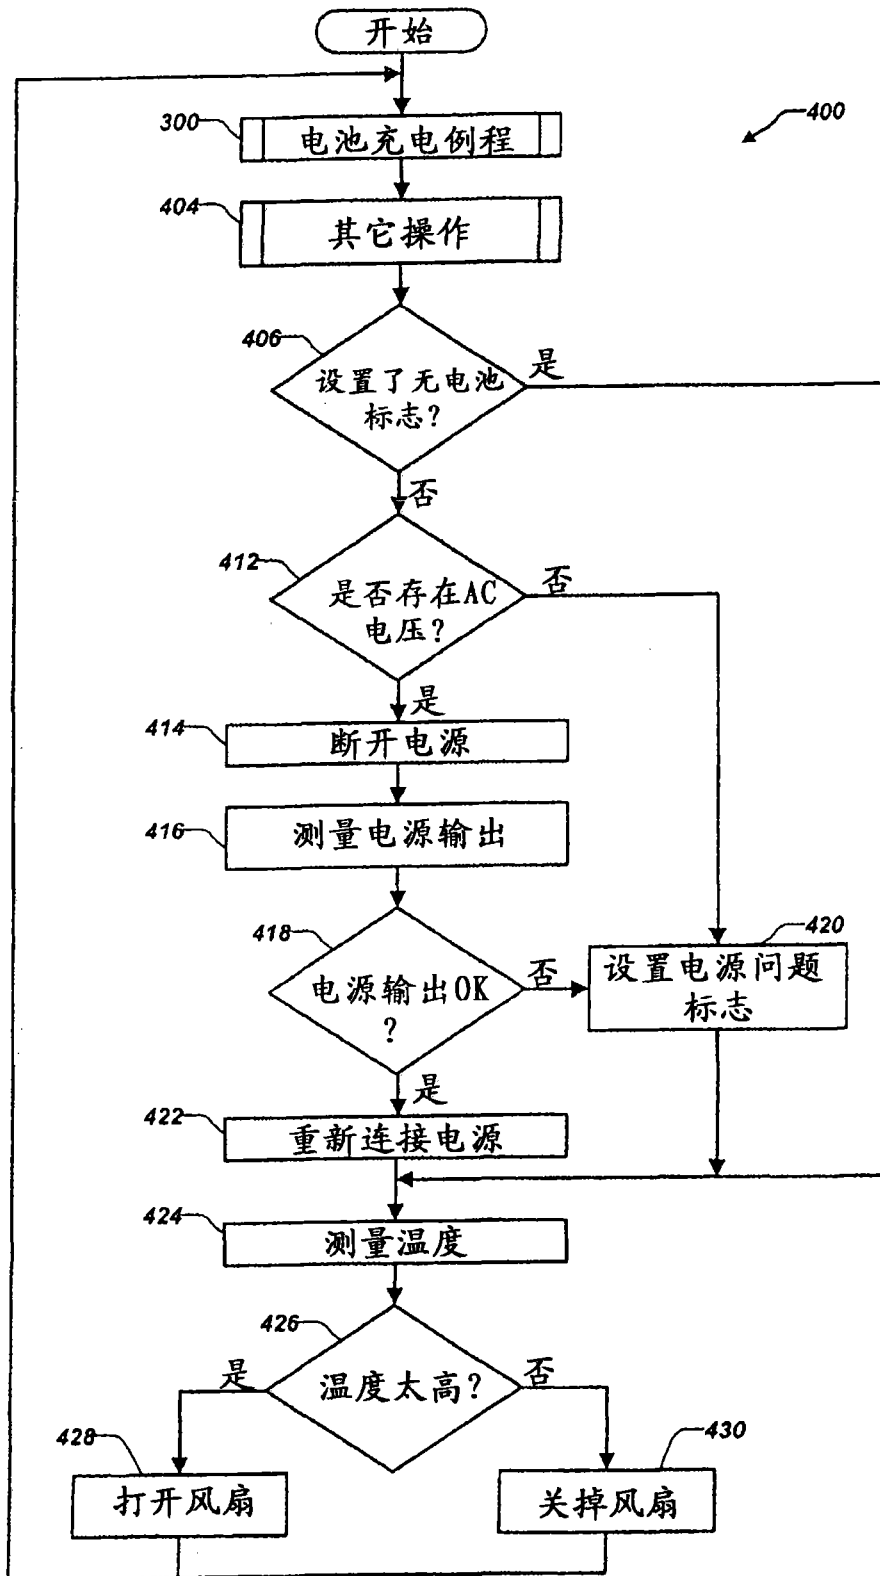 开始
300
电池充电例程
400
404
其它操作
406
设置了无电池
标志?
是
否
412
是否存在AC
电压?
否
是
414
断开电源
416
测量电源输出
418
电源输出OK
?
否
420
设置电源问题
标志
是
422
重新连接电源
424
测量温度
426
温度太高?
是
否
428
打开风扇
430
关掉风扇